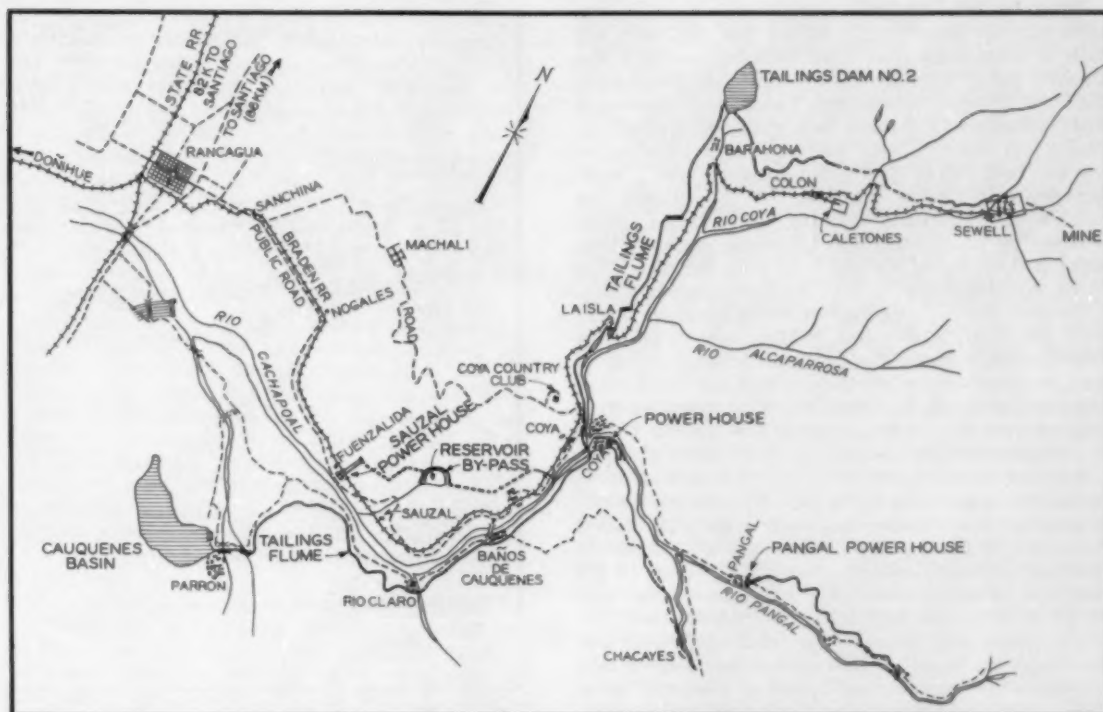 STATE RR
82 K TO
SANTIAGO
TO SANTIAGO
(86 KM)
N
TAILINGS DAM NO. 2
RANCAGUA
DOÑIHUE
BARAHONA
SANCHINA
COLON
RIO COYA
CALETONES
SEWELL
MINE
MACHALI
BRADEN RR
PUBLIC ROAD
TAILINGS
FLUME
NOGALES
ROAD
LA ISLA
RIO
CACHAPOAL
RIO ALCAPARROSA
COYA COUNTRY
CLUB
FUENZALIDA
SAUZAL
POWER HOUSE
COYA
POWER HOUSE
RESERVOIR
BY-PASS
COYA
SAUZAL
CAUQUENES
BASIN
TAILINGS
FLUME
BAÑOS
DE
CAUQUENES
PANGAL
PANGAL POWER HOUSE
PARRON
RIO CLARO
RIO PANGAL
CHACAYES